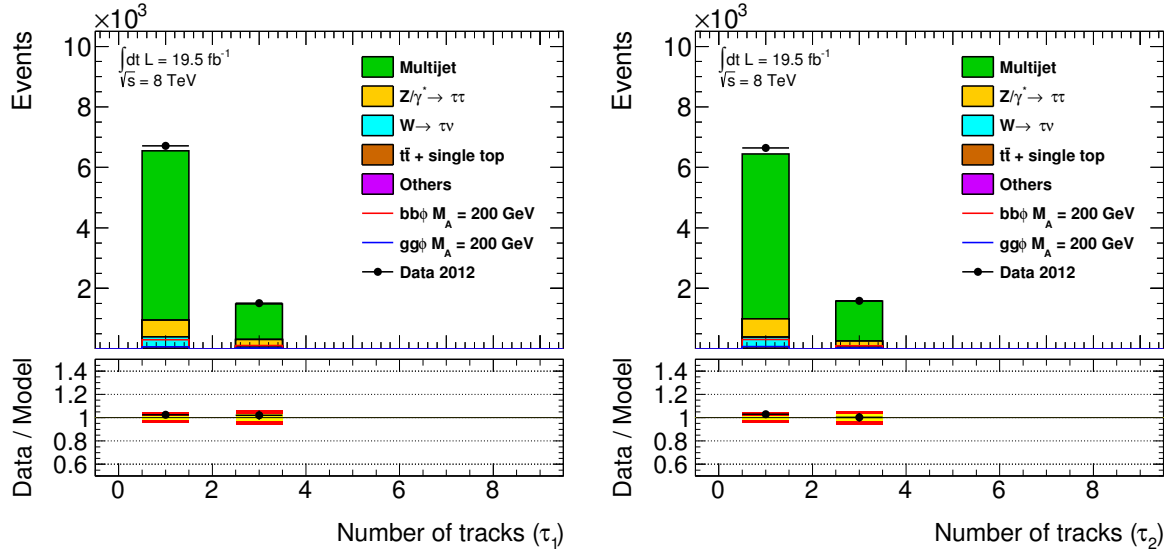 ×10³
Events
10
8
6
4
2
∫dt L = 19.5 fb⁻¹
√s = 8 TeV
Multijet
Z/γ*→ ττ
W→ τν
tt̄ + single top
Others
bbϕ M_A = 200 GeV
ggϕ M_A = 200 GeV
Data 2012
Data / Model
1.4
1.2
1
0.8
0.6
0 2 4 6 8
Number of tracks (τ₁)
×10³
Events
10
8
6
4
2
∫dt L = 19.5 fb⁻¹
√s = 8 TeV
Multijet
Z/γ*→ ττ
W→ τν
tt̄ + single top
Others
bbϕ M_A = 200 GeV
ggϕ M_A = 200 GeV
Data 2012
Data / Model
1.4
1.2
1
0.8
0.6
0 2 4 6 8
Number of tracks (τ₂)